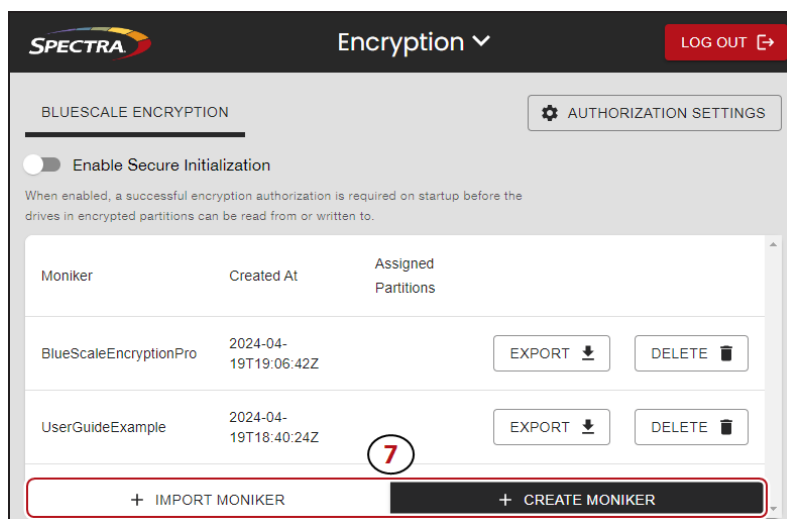 SPECTRA
Encryption
LOG OUT
BLUESCALE ENCRYPTION
AUTHORIZATION SETTINGS
Enable Secure Initialization
When enabled, a successful encryption authorization is required on startup before the
drives in encrypted partitions can be read from or written to.
Moniker
Created At
Assigned
Partitions
BlueScaleEncryptionPro
2024-04-
19T19:06:42Z
EXPORT
DELETE
UserGuideExample
2024-04-
19T18:40:24Z
EXPORT
DELETE
7
+ IMPORT MONIKER
+ CREATE MONIKER